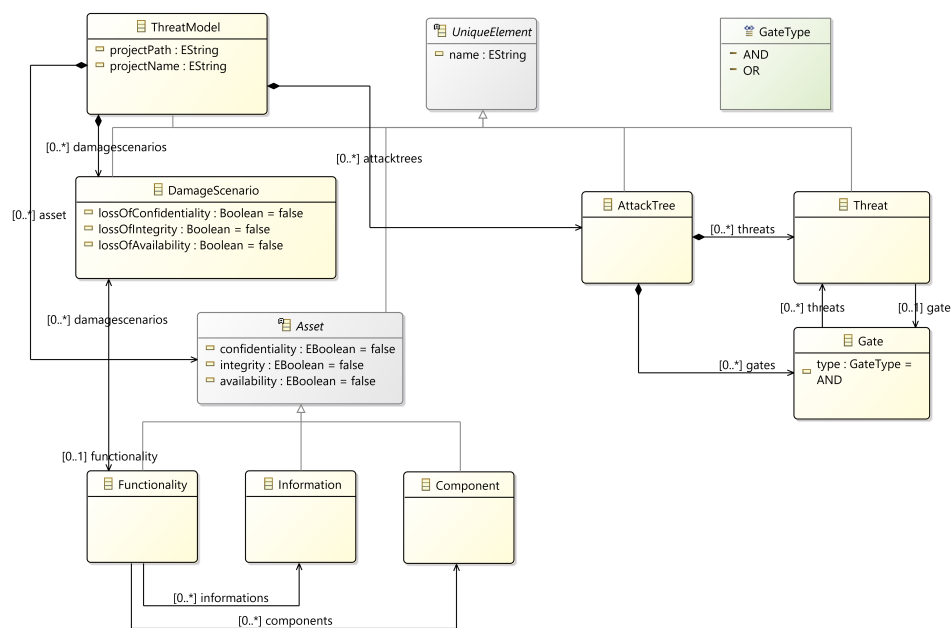 ThreatModel
projectPath : EString
projectName : EString
UniqueElement
name : EString
GateType
AND
OR
[0..*] damagescenarios
[0..*] attacktrees
[0..*] asset
DamageScenario
lossOfConfidentiality : Boolean = false
lossOfIntegrity : Boolean = false
lossOfAvailability : Boolean = false
AttackTree
[0..*] threats
Threat
[0..*] damagescenarios
Asset
confidentiality : EBoolean = false
integrity : EBoolean = false
availability : EBoolean = false
[0..*] threats
[0..1] gate
Gate
type : GateType =
AND
[0..*] gates
[0..1] functionality
Functionality
Information
Component
[0..*] informations
[0..*] components